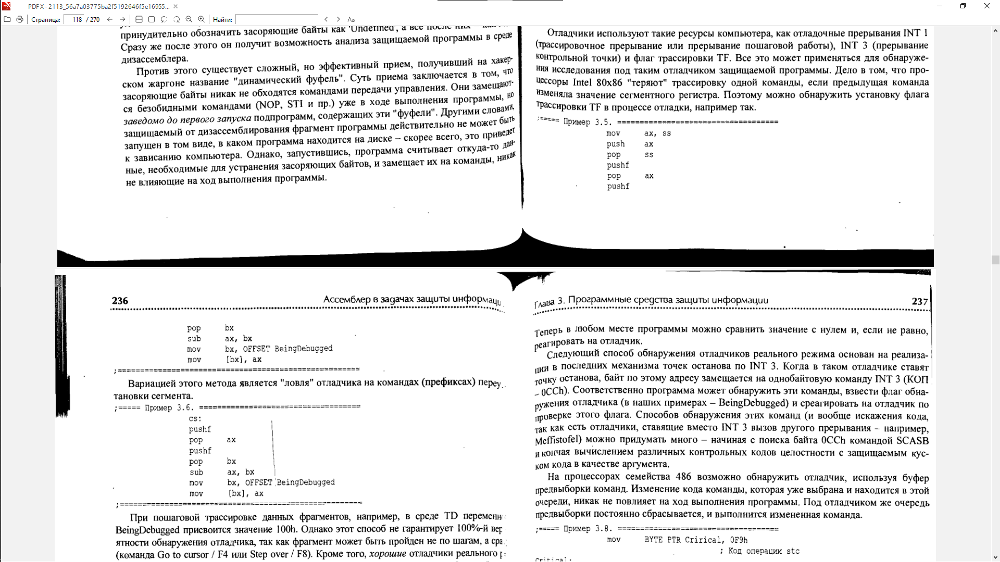 PDF X - 2113_56a7a03775ba2f5192646f5e16955...
Страница: 118 / 270
Найти:
Aa
принудительно обозначить засоряющие байты как 'Undefined', а все после них –
Сразу же после этого он получит возможность анализа защищаемой программы в среде
дизассемблера.
Против этого существует сложный, но эффективный прием, получивший на хакер-
ском жаргоне название "динамический фуфель". Суть приема заключается в том, что
засоряющие байты никак не обходятся командами передачи управления. Они замещают-
ся безобидными командами (NOP, STI и пр.) уже в ходе выполнения программы, но
заведомо до первого запуска подпрограмм, содержащих эти "фуфели". Другими словами,
защищаемый от дизассемблирования фрагмент программы действительно не может быть
запущен в том виде, в каком программа находится на диске – скорее всего, это приведет
к зависанию компьютера. Однако, запустившись, программа считывает откуда-то дан-
ные, необходимые для устранения засоряющих байтов, и замещает их на команды, никак
не влияющие на ход выполнения программы.
Отладчики используют такие ресурсы компьютера, как отладочные прерывания INT 1
(трассировочное прерывание или прерывание пошаговой работы), INT 3 (прерывание
контрольной точки) и флаг трассировки TF. Все это может применяться для обнаруже-
ния исследования под таким отладчиком защищаемой программы. Дело в том, что про-
цессоры Intel 80x86 "теряют" трассировку одной команды, если предыдущая команда
изменяла значение сегментного регистра. Поэтому можно обнаружить установку флага
трассировки TF в процессе отладки, например так.
;===== Пример 3.5. ===================================
mov ax, ss
push ax
pop ss
pushf
pop ax
pushf
236 Ассемблер в задачах защиты информаци
pop bx
sub ax, bx
mov bx, OFFSET BeingDebugged
mov [bx], ax
;=====================================================
Вариацией этого метода является "ловля" отладчика на командах (префиксах) переус
тановки сегмента.
;===== Пример 3.6. ===================================
cs:
pushf
pop ax
pushf
pop bx
sub ax, bx
mov bx, OFFSET BeingDebugged
mov [bx], ax
;=====================================================
При пошаговой трассировке данных фрагментов, например, в среде TD переменн
BeingDebugged присвоится значение 100h. Однако этот способ не гарантирует 100%-й вер
ятности обнаружения отладчика, так как фрагмент может быть пройден не по шагам, а сра
(команда Go to cursor / F4 или Step over / F8). Кроме того, хорошие отладчики реального р
Глава 3. Программные средства защиты информации 237
Теперь в любом месте программы можно сравнить значение с нулем и, если не равно,
реагировать на отладчик.
Следующий способ обнаружения отладчиков реального режима основан на реализа-
ции в последних механизма точек останова по INT 3. Когда в таком отладчике ставят
точку останова, байт по этому адресу замещается на однобайтовую команду INT 3 (КОП
– 0CCh). Соответственно программа может обнаружить эти команды, взвести флаг обна-
ружения отладчика (в наших примерах – BeingDebugged) и среагировать на отладчик по
проверке этого флага. Способов обнаружения этих команд (и вообще искажения кода,
так как есть отладчики, ставящие вместо INT 3 вызов другого прерывания – например,
Meffistofel) можно придумать много – начиная с поиска байта 0CCh командой SCASB
и кончая вычислением различных контрольных кодов целостности с защищаемым кус-
ком кода в качестве аргумента.
На процессорах семейства 486 возможно обнаружить отладчик, используя буфер
предвыборки команд. Изменение кода команды, которая уже выбрана и находится в этой
очереди, никак не повлияет на ход выполнения программы. Под отладчиком же очередь
предвыборки постоянно сбрасывается, и выполнится измененная команда.
;===== Пример 3.8. ===================================
mov BYTE PTR Crirical, 0F9h
; Код операции stc
Critical: